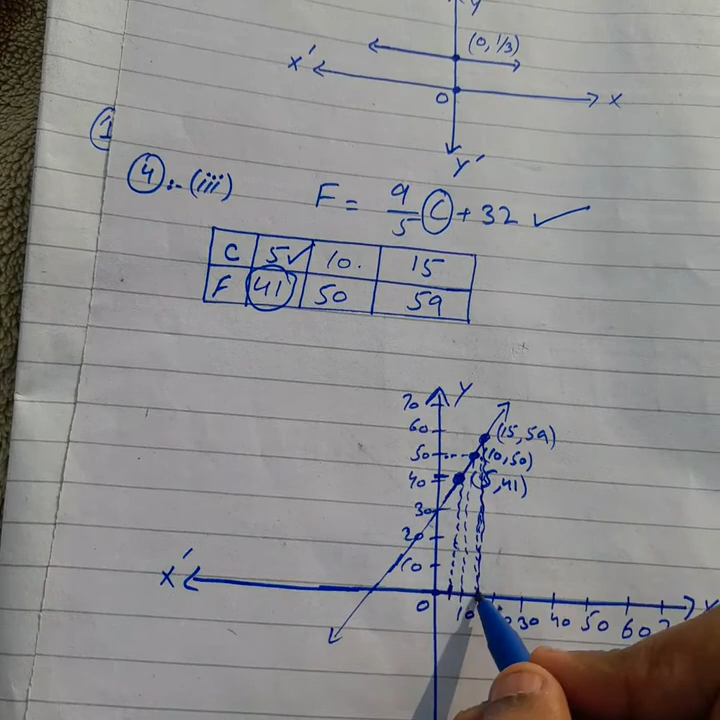 Y
(0, 1/3)
X'
O
X
Y'
④:- (iii)
F = 9/5 C + 32 ✓
C 5✓ 10. 15
F 41 50 59
Y
70
60
(15,59)
50
(10,50)
40
(5,41)
30
20
10
X'
O
10
30 40 50 60